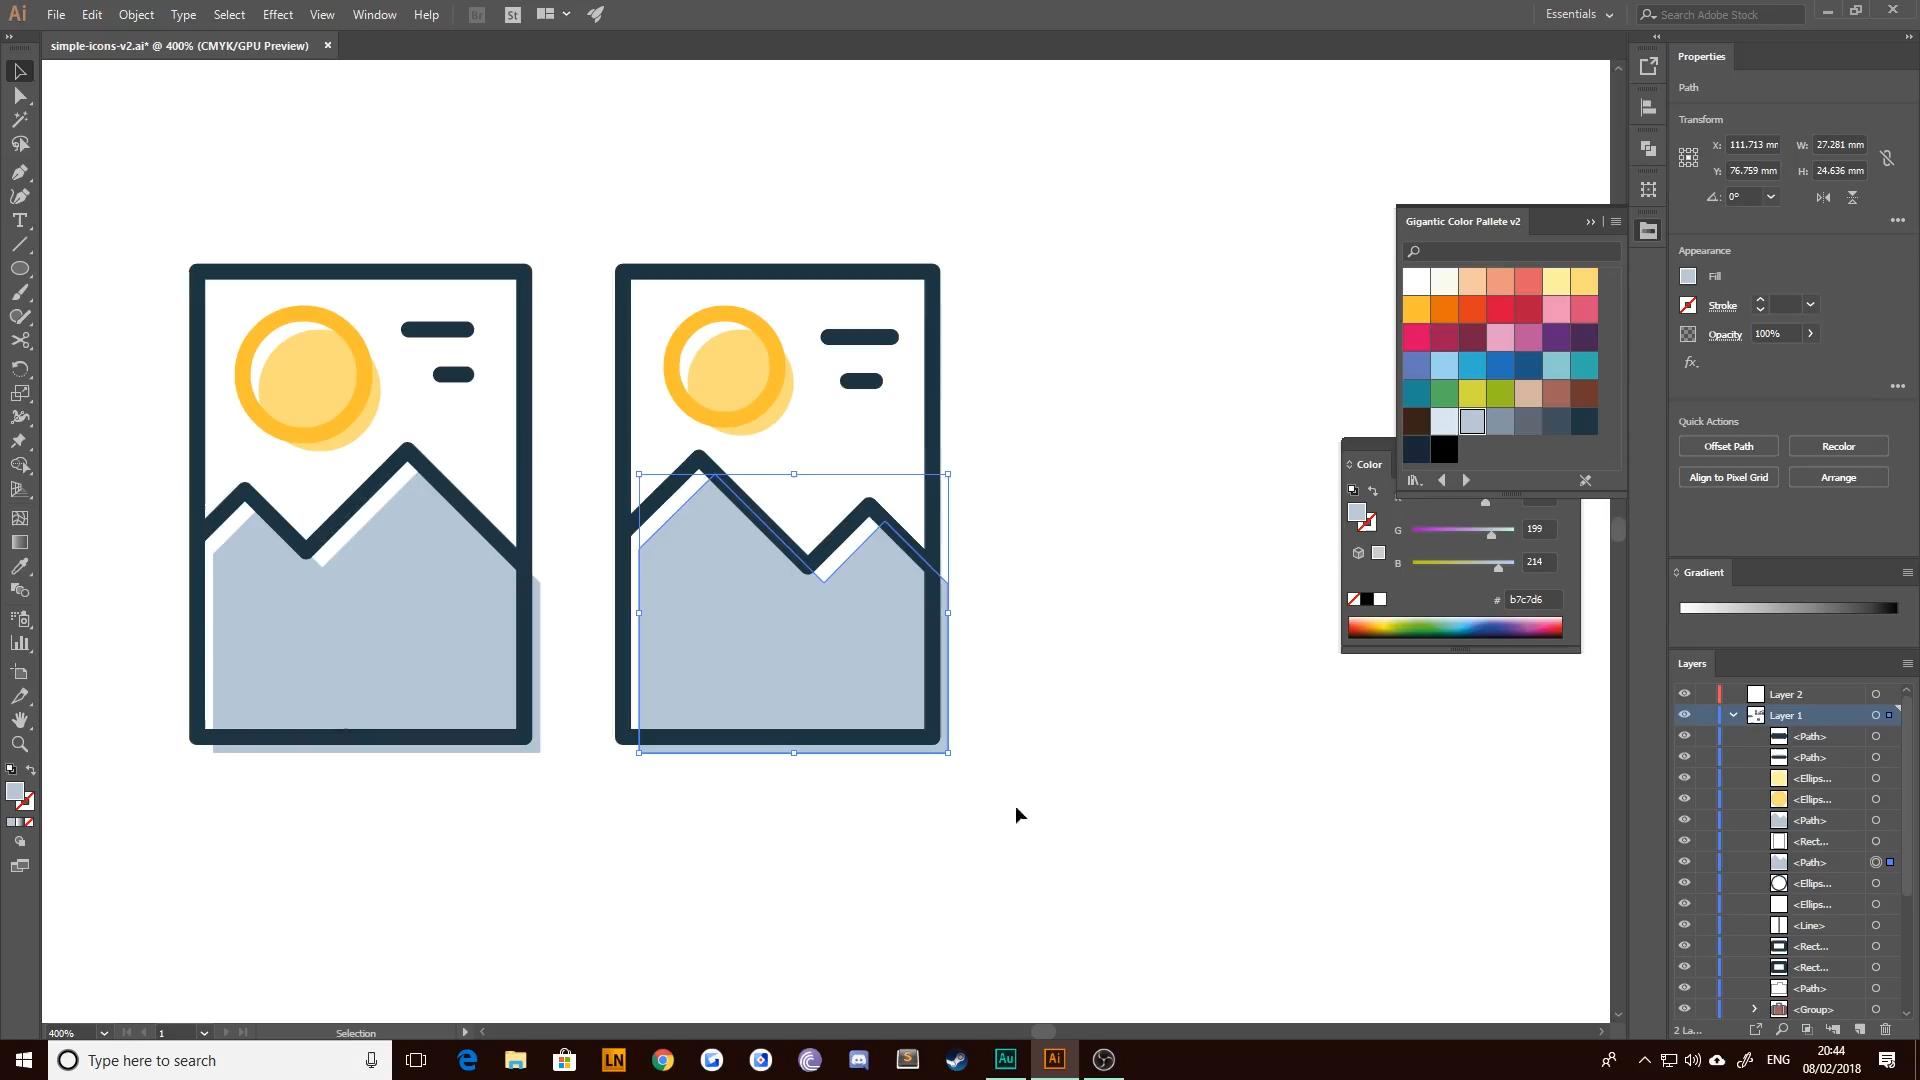 Ai File Edit Object Type Select Effect View Window Help Br St Essentials Search Adobe Stock
simple-icons-v2.ai* @ 400% (CMYK/GPU Preview) ×
Properties
Path
Transform
X: 111.713 mm W: 27.281 mm
Y: 76.759 mm H: 24.636 mm
0°
Gigantic Color Pallete v2
Appearance
Fill
Stroke
Opacity 100%
fx.
Quick Actions
Offset Path Recolor
Align to Pixel Grid Arrange
Color
G 199
B 214
# b7c7d6
Gradient
Layers
Layer 2
Layer 1
<Path>
<Path>
<Ellips...
<Ellips...
<Path>
<Rect...
<Path>
<Ellips...
<Ellips...
<Line>
<Rect...
<Rect...
<Path>
<Group>
2 La...
400% 1 Selection
Type here to search
LN
Au
Ai
ENG
20:44
08/02/2018